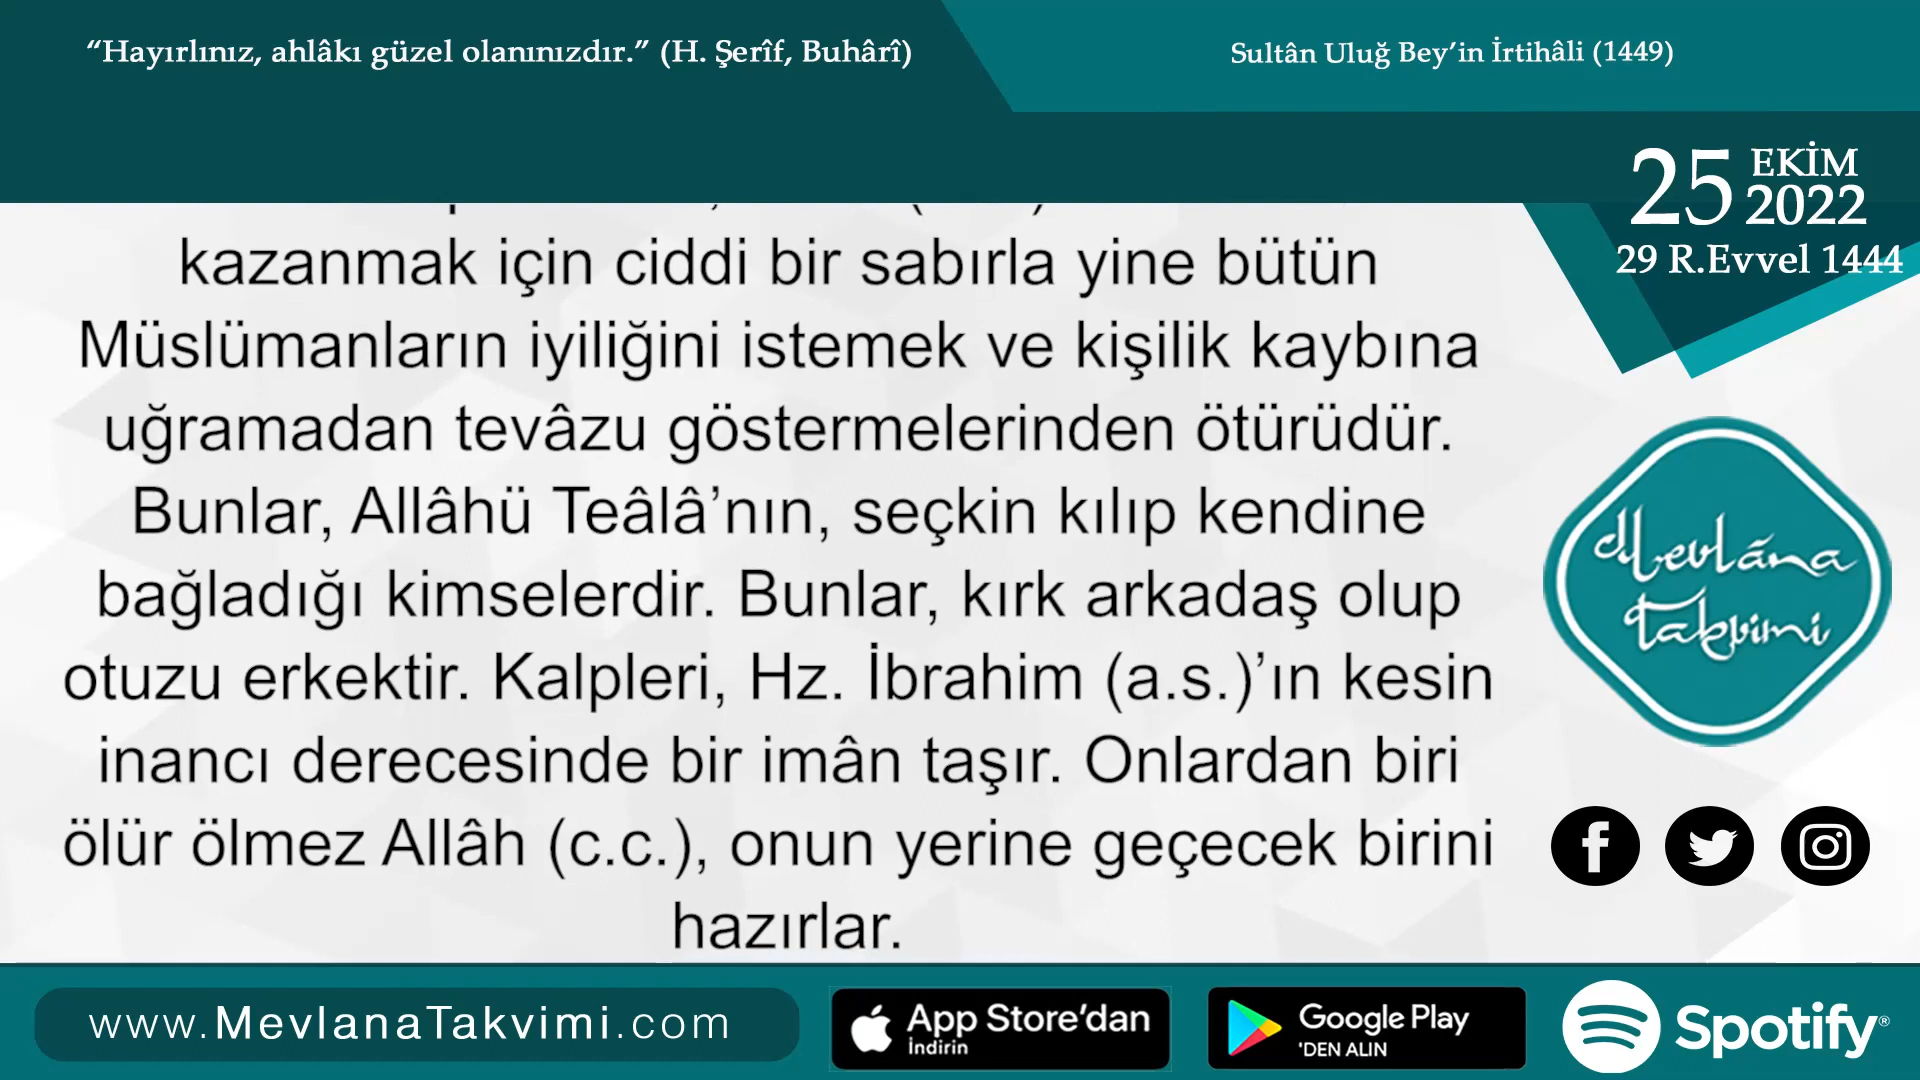 “Hayırlınız, ahlâkı güzel olanınızdır.” (H. Şerîf, Buhârî)
Sultân Uluğ Bey’in İrtihâli (1449)
25 EKİM 2022
29 R.Evvel 1444
kazanmak için ciddi bir sabırla yine bütün
Müslümanların iyiliğini istemek ve kişilik kaybına
uğramadan tevâzu göstermelerinden ötürüdür.
Bunlar, Allâhü Teâlâ’nın, seçkin kılıp kendine
bağladığı kimselerdir. Bunlar, kırk arkadaş olup
otuzu erkektir. Kalpleri, Hz. İbrahim (a.s.)’ın kesin
inancı derecesinde bir imân taşır. Onlardan biri
ölür ölmez Allâh (c.c.), onun yerine geçecek birini
hazırlar.
Mevlâna
Takvimi
www.MevlanaTakvimi.com
App Store’dan
İndirin
Google Play
’DEN ALIN
Spotify®